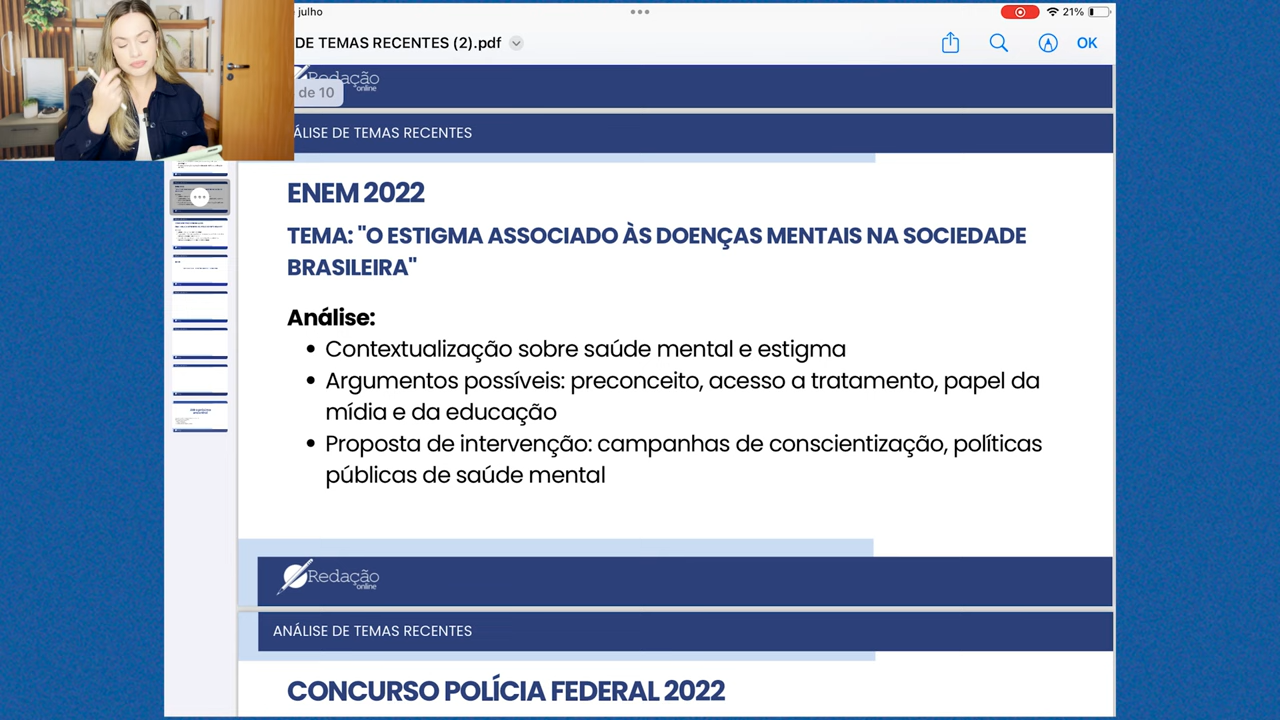 julho
21%
DE TEMAS RECENTES (2).pdf
OK
Redação
online
de 10
ÁLISE DE TEMAS RECENTES
ENEM 2022
TEMA: "O ESTIGMA ASSOCIADO ÀS DOENÇAS MENTAIS NA SOCIEDADE
BRASILEIRA"
Análise:
• Contextualização sobre saúde mental e estigma
• Argumentos possíveis: preconceito, acesso a tratamento, papel da
mídia e da educação
• Proposta de intervenção: campanhas de conscientização, políticas
públicas de saúde mental
Redação
online
ANÁLISE DE TEMAS RECENTES
CONCURSO POLÍCIA FEDERAL 2022